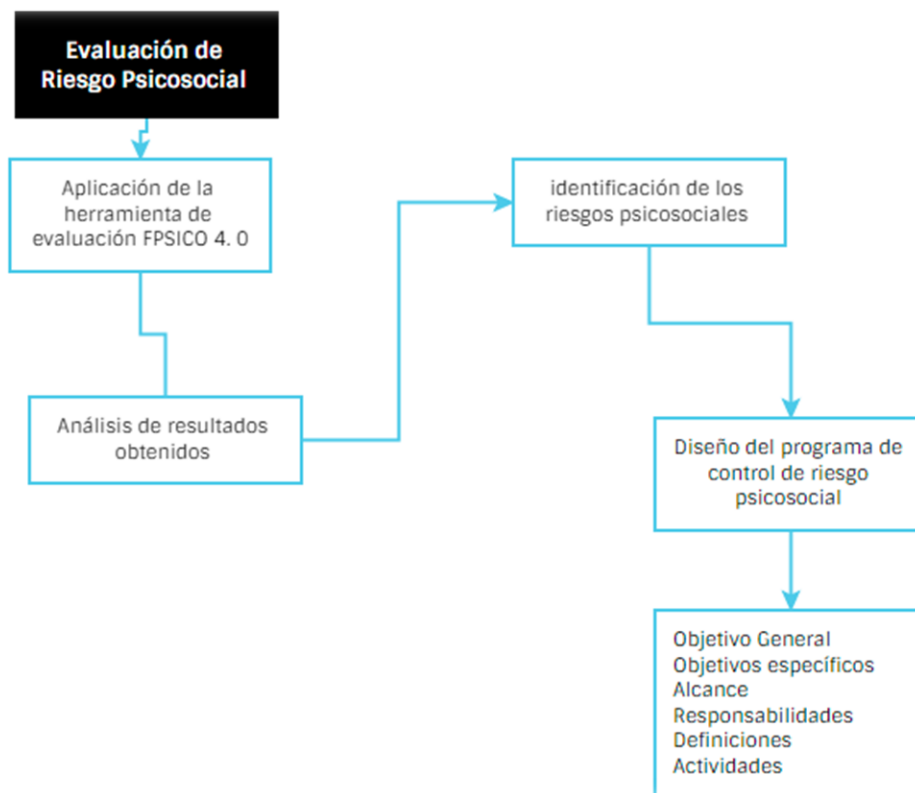 Evaluación de
Riesgo Psicosocial
Aplicación de la
herramienta de
evaluación FPSICO 4. 0
Análisis de resultados
obtenidos
identificación de los
riesgos psicosociales
Diseño del programa de
control de riesgo
psicosocial
Objetivo General
Objetivos específicos
Alcance
Responsabilidades
Definiciones
Actividades